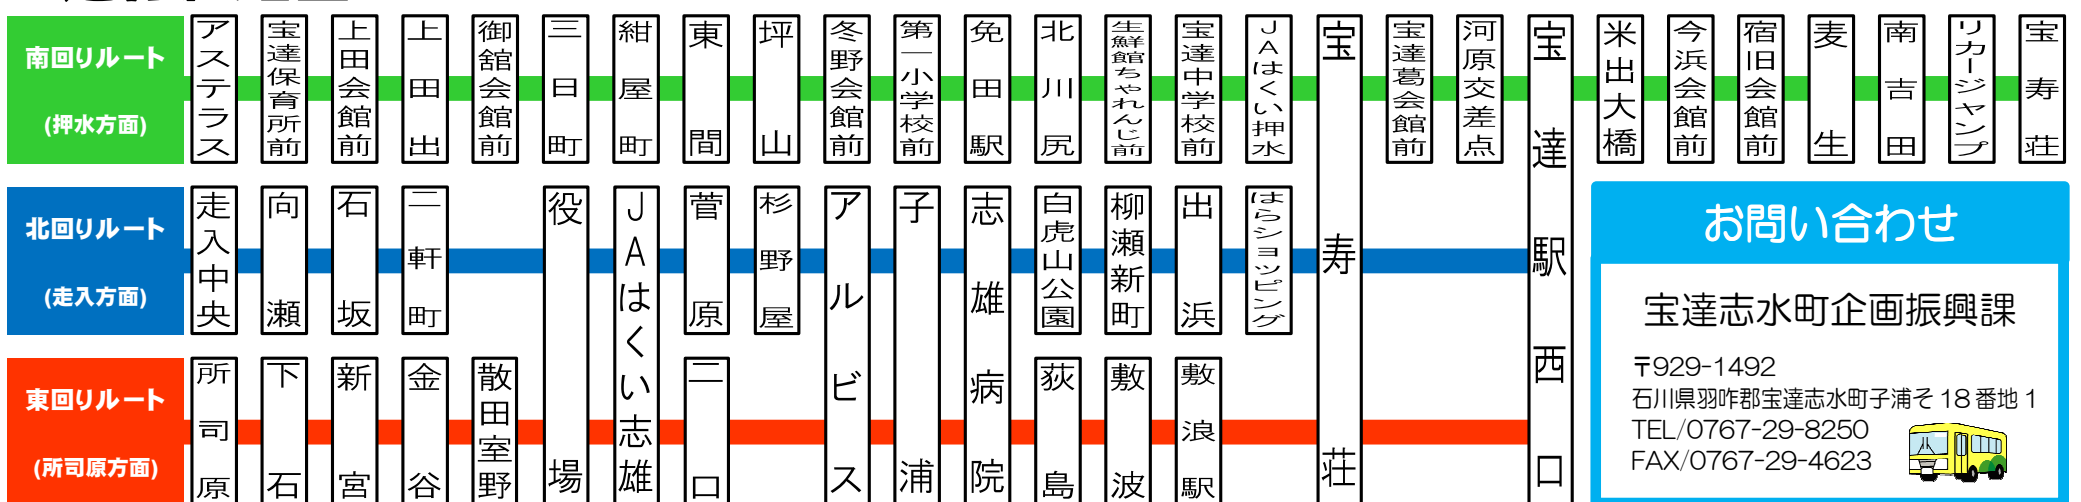 南回りルート
(押水方面)
アステラス
宝達保育所前
上田会館前
上田出
御舘会館前
三日町
紺屋町
東間
坪山
冬野会館前
第一小学校前
免田駅
北川尻
生鮮館ちゃれんじ前
宝達中学校前
JAはくい押水
宝寿荘
宝達葛会館前
河原交差点
宝達駅西口
米出大橋
今浜会館前
宿旧会館前
麦生
南吉田
リカージャンプ
宝寿荘
北回りルート
(走入方面)
走入中央
向瀬
石坂
二軒町
役場
JAはくい志雄
菅原
杉野屋
アルビス
子浦
志雄病院
白虎山公園
柳瀬新町
出浜
はらショッピング
東回りルート
(所司原方面)
所司原
下石
新宮
金谷
散田室野
二口
荻島
敷波
敷浪駅
お問い合わせ
宝達志水町企画振興課
〒929-1492
石川県羽咋郡宝達志水町子浦そ18番地1
TEL/0767-29-8250
FAX/0767-29-4623